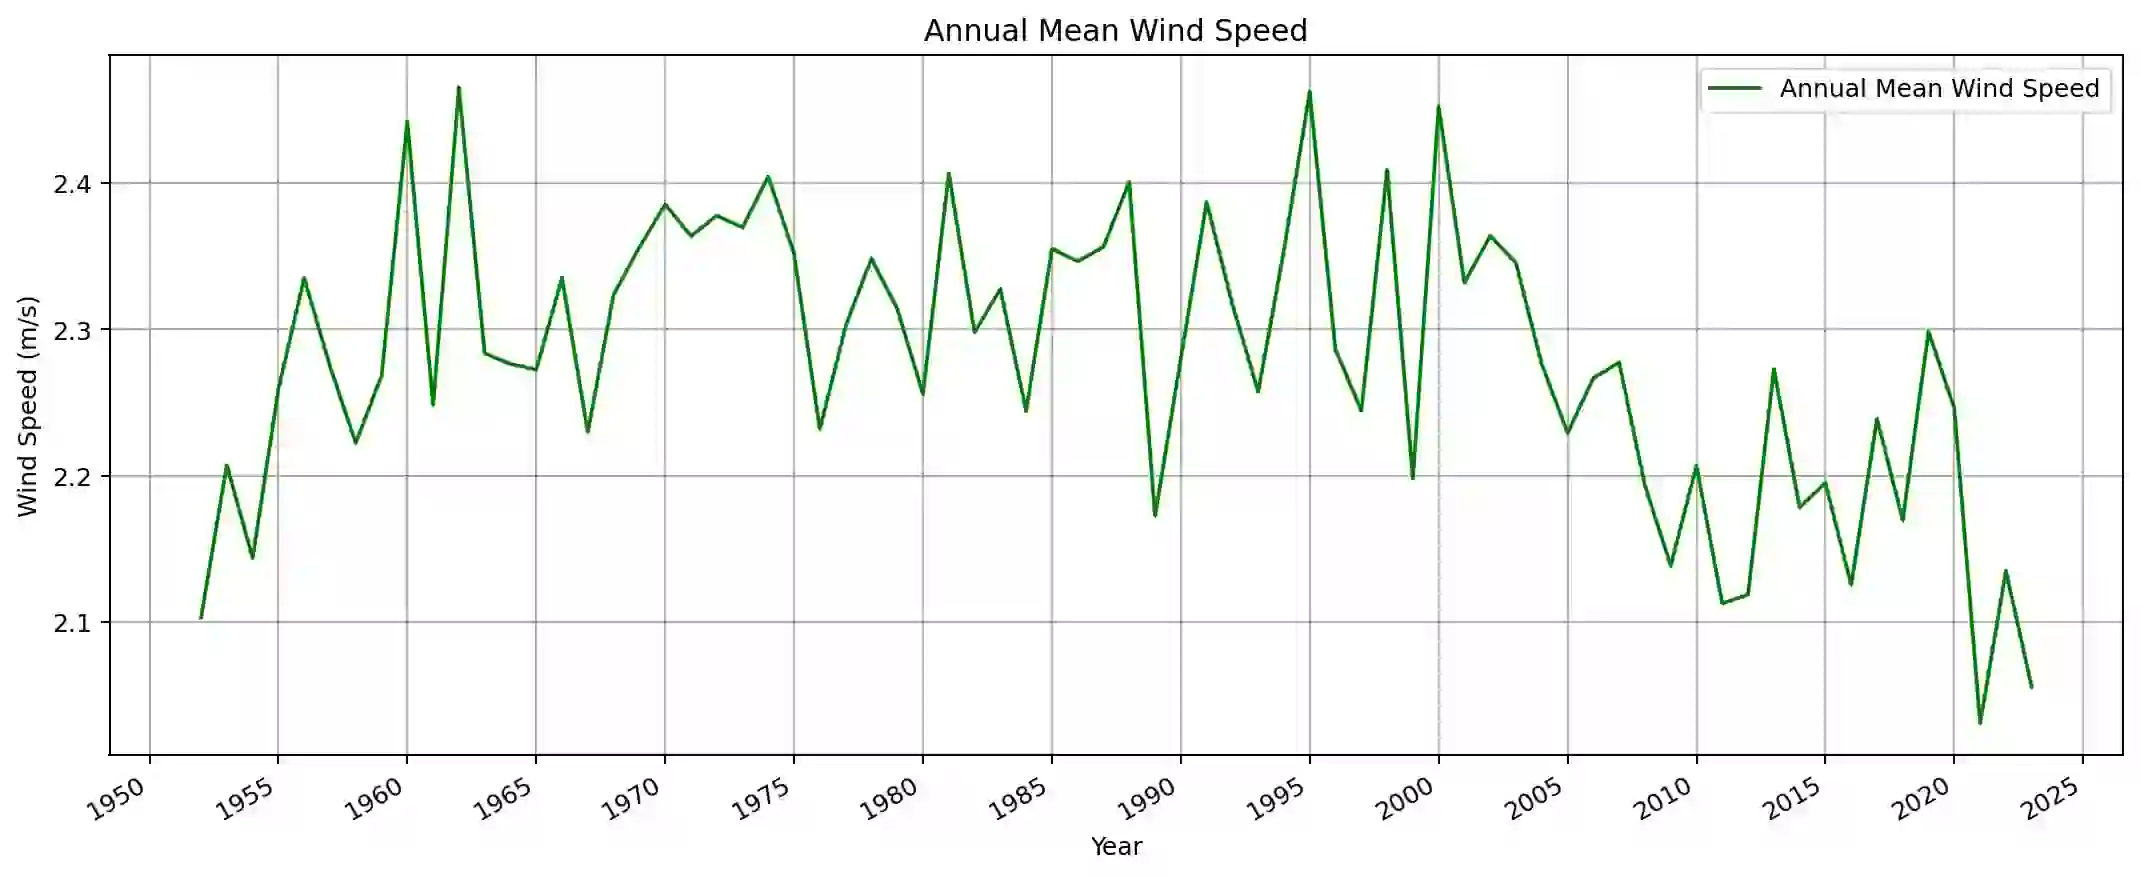 Annual Mean Wind Speed
Annual Mean Wind Speed
Wind Speed (m/s)
2.4
2.3
2.2
2.1
1950 1955 1960 1965 1970 1975 1980 1985 1990 1995 2000 2005 2010 2015 2020 2025
Year